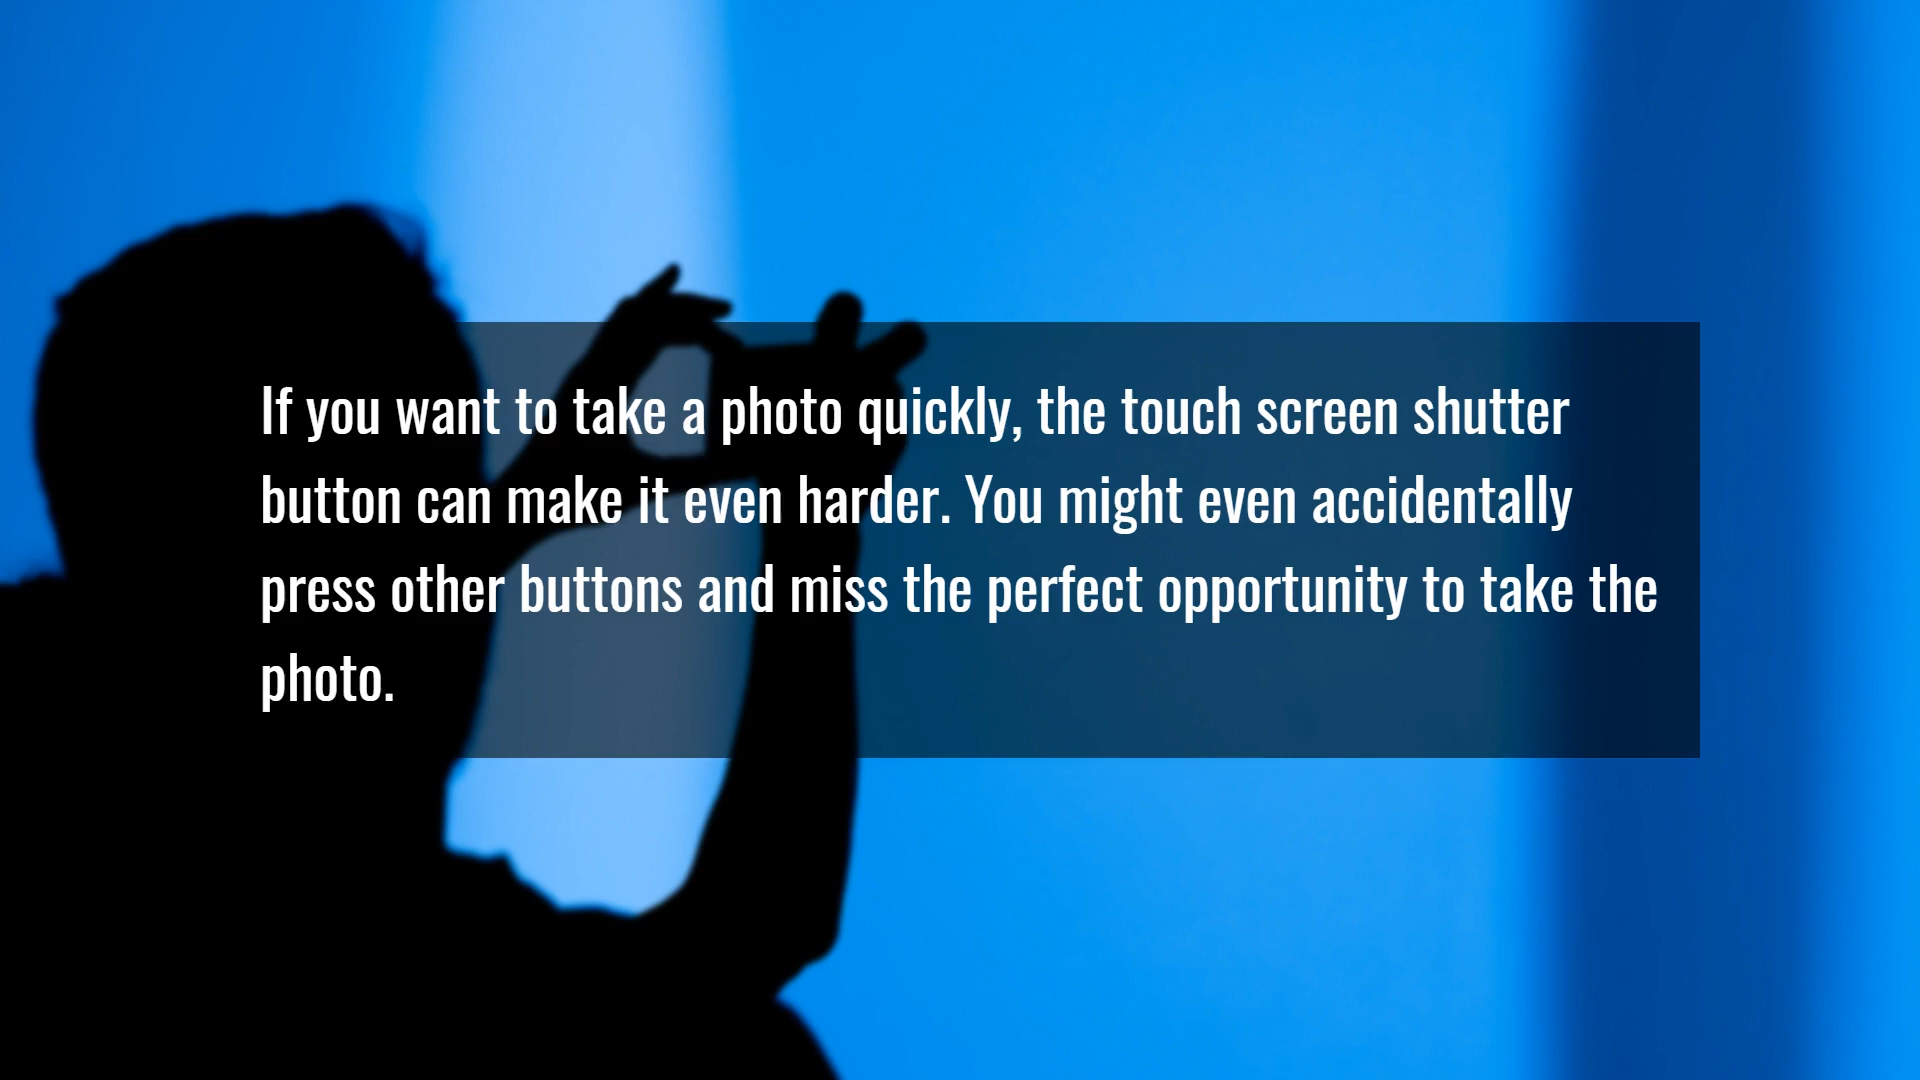 If you want to take a photo quickly, the touch screen shutter
button can make it even harder. You might even accidentally
press other buttons and miss the perfect opportunity to take the
photo.